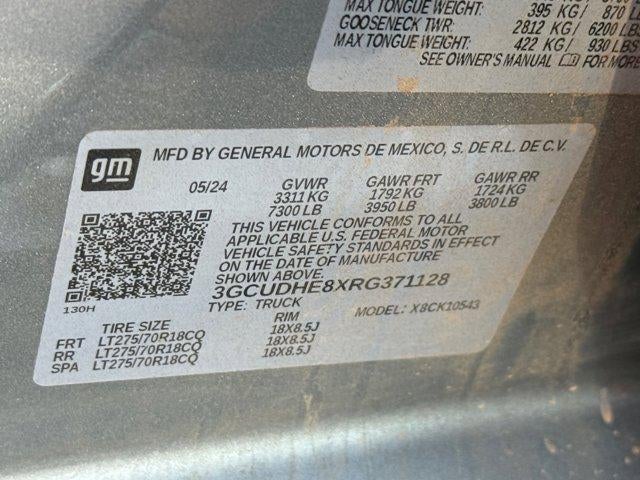 MAX TONGUE WEIGHT: 395 KG/ 870 L
GOOSENECK TWR: 2812 KG/ 6200 LBS
MAX TONGUE WEIGHT: 422 KG/ 930 LBS
SEE OWNER'S MANUAL FOR MORE
gm
MFD BY GENERAL MOTORS DE MEXICO, S. DE R.L. DE C.V.
05/24 GVWR GAWR FRT GAWR RR
3311 KG 1792 KG 1724 KG
7300 LB 3950 LB 3800 LB
THIS VEHICLE CONFORMS TO ALL
APPLICABLE U.S. FEDERAL MOTOR
VEHICLE SAFETY STANDARDS IN EFFECT
ON THE DATE OF MANUFACTURE
SHOWN ABOVE.
3GCUDHE8XRG371128
130H TYPE: TRUCK MODEL: X8CK10543
TIRE SIZE RIM
FRT LT275/70R18CQ 18X8.5J
RR LT275/70R18CQ 18X8.5J
SPA LT275/70R18CQ 18X8.5J